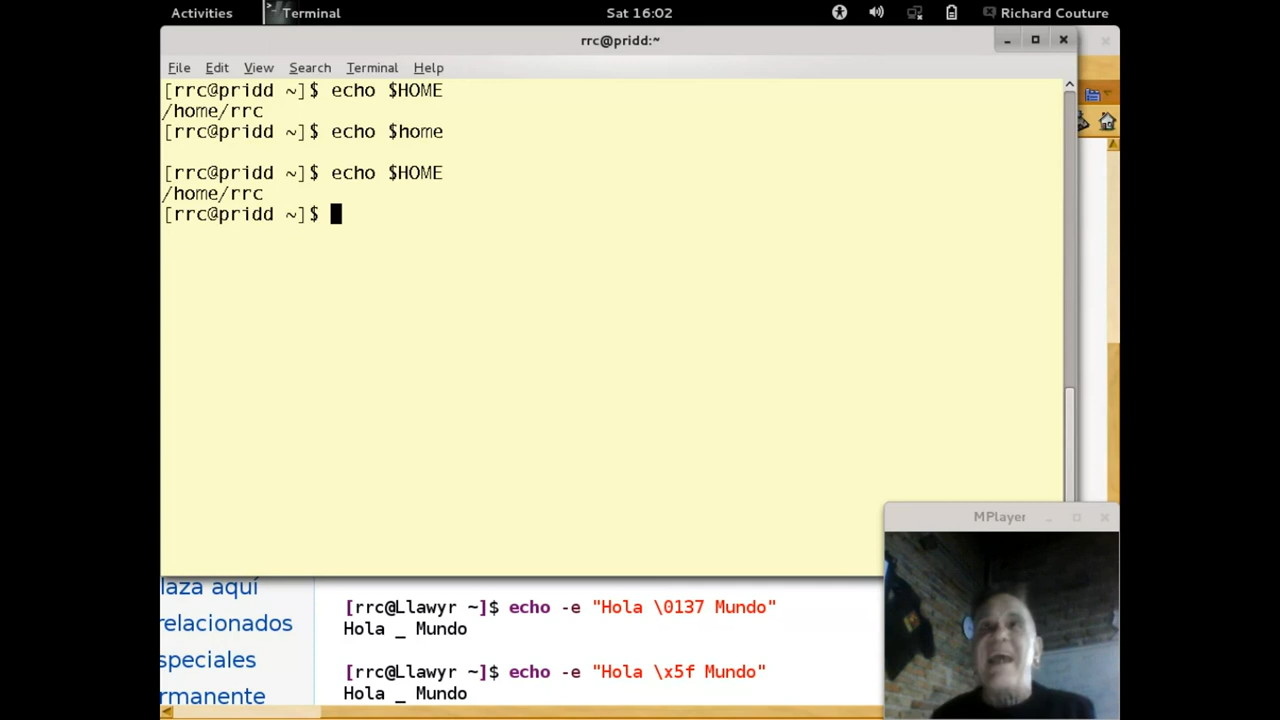 Activities Terminal Sat 16:02 Richard Couture
rrc@pridd:~
File Edit View Search Terminal Help
[rrc@pridd ~]$ echo $HOME
/home/rrc
[rrc@pridd ~]$ echo $home
[rrc@pridd ~]$ echo $HOME
/home/rrc
[rrc@pridd ~]$
MPlayer
laza aquí
relacionados
speciales
rmanente
[rrc@Llawyr ~]$ echo -e "Hola \0137 Mundo"
Hola _ Mundo
[rrc@Llawyr ~]$ echo -e "Hola \x5f Mundo"
Hola _ Mundo